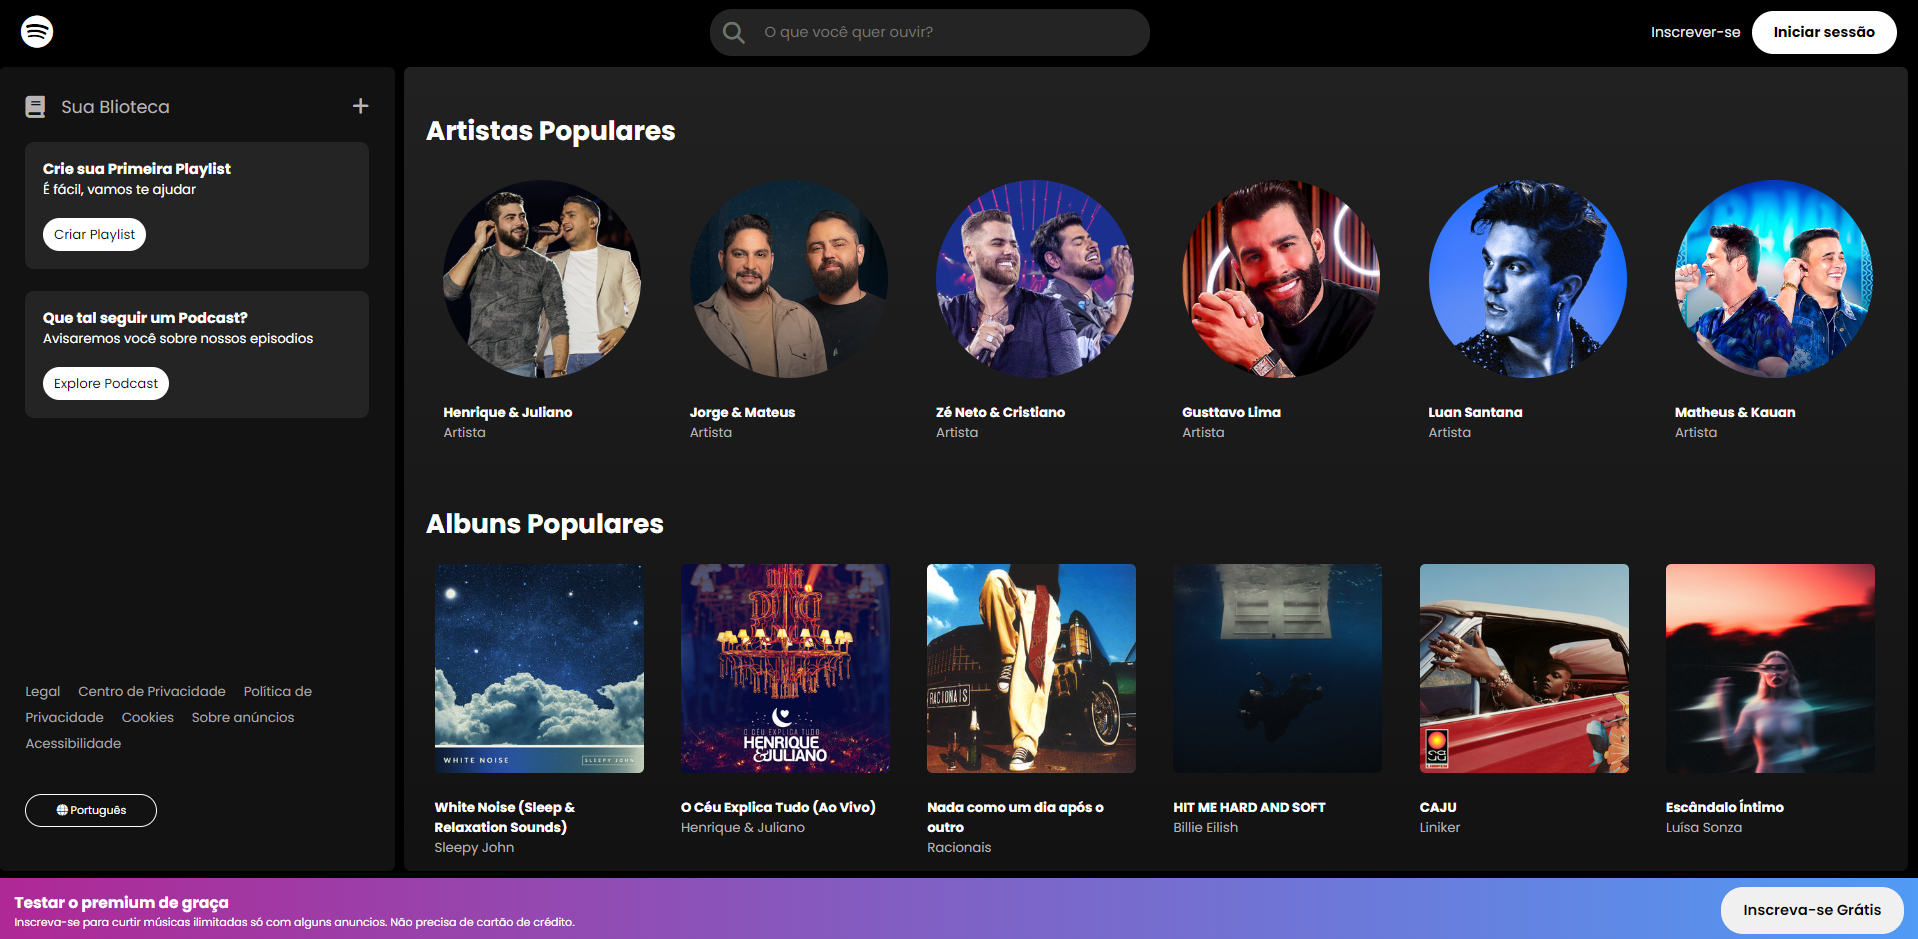 O que você quer ouvir?
Inscrever-se
Iniciar sessão
Sua Blioteca
Crie sua Primeira Playlist
É fácil, vamos te ajudar
Criar Playlist
Que tal seguir um Podcast?
Avisaremos você sobre nossos episodios
Explore Podcast
Legal Centro de Privacidade Política de
Privacidade Cookies Sobre anúncios
Acessibilidade
Português
Artistas Populares
Henrique & Juliano
Artista
Jorge & Mateus
Artista
Zé Neto & Cristiano
Artista
Gusttavo Lima
Artista
Luan Santana
Artista
Matheus & Kauan
Artista
Albuns Populares
WHITE NOISE
SLEEPY JOHN
White Noise (Sleep &
Relaxation Sounds)
Sleepy John
O CÉU EXPLICA TUDO
HENRIQUE
&JULIANO
O Céu Explica Tudo (Ao Vivo)
Henrique & Juliano
RACIONAIS
Nada como um dia após o
outro
Racionais
HIT ME HARD AND SOFT
Billie Eilish
CAJU
Liniker
Escândalo Íntimo
Luísa Sonza
Testar o premium de graça
Inscreva-se para curtir músicas ilimitadas só com alguns anuncios. Não precisa de cartão de crédito.
Inscreva-se Grátis